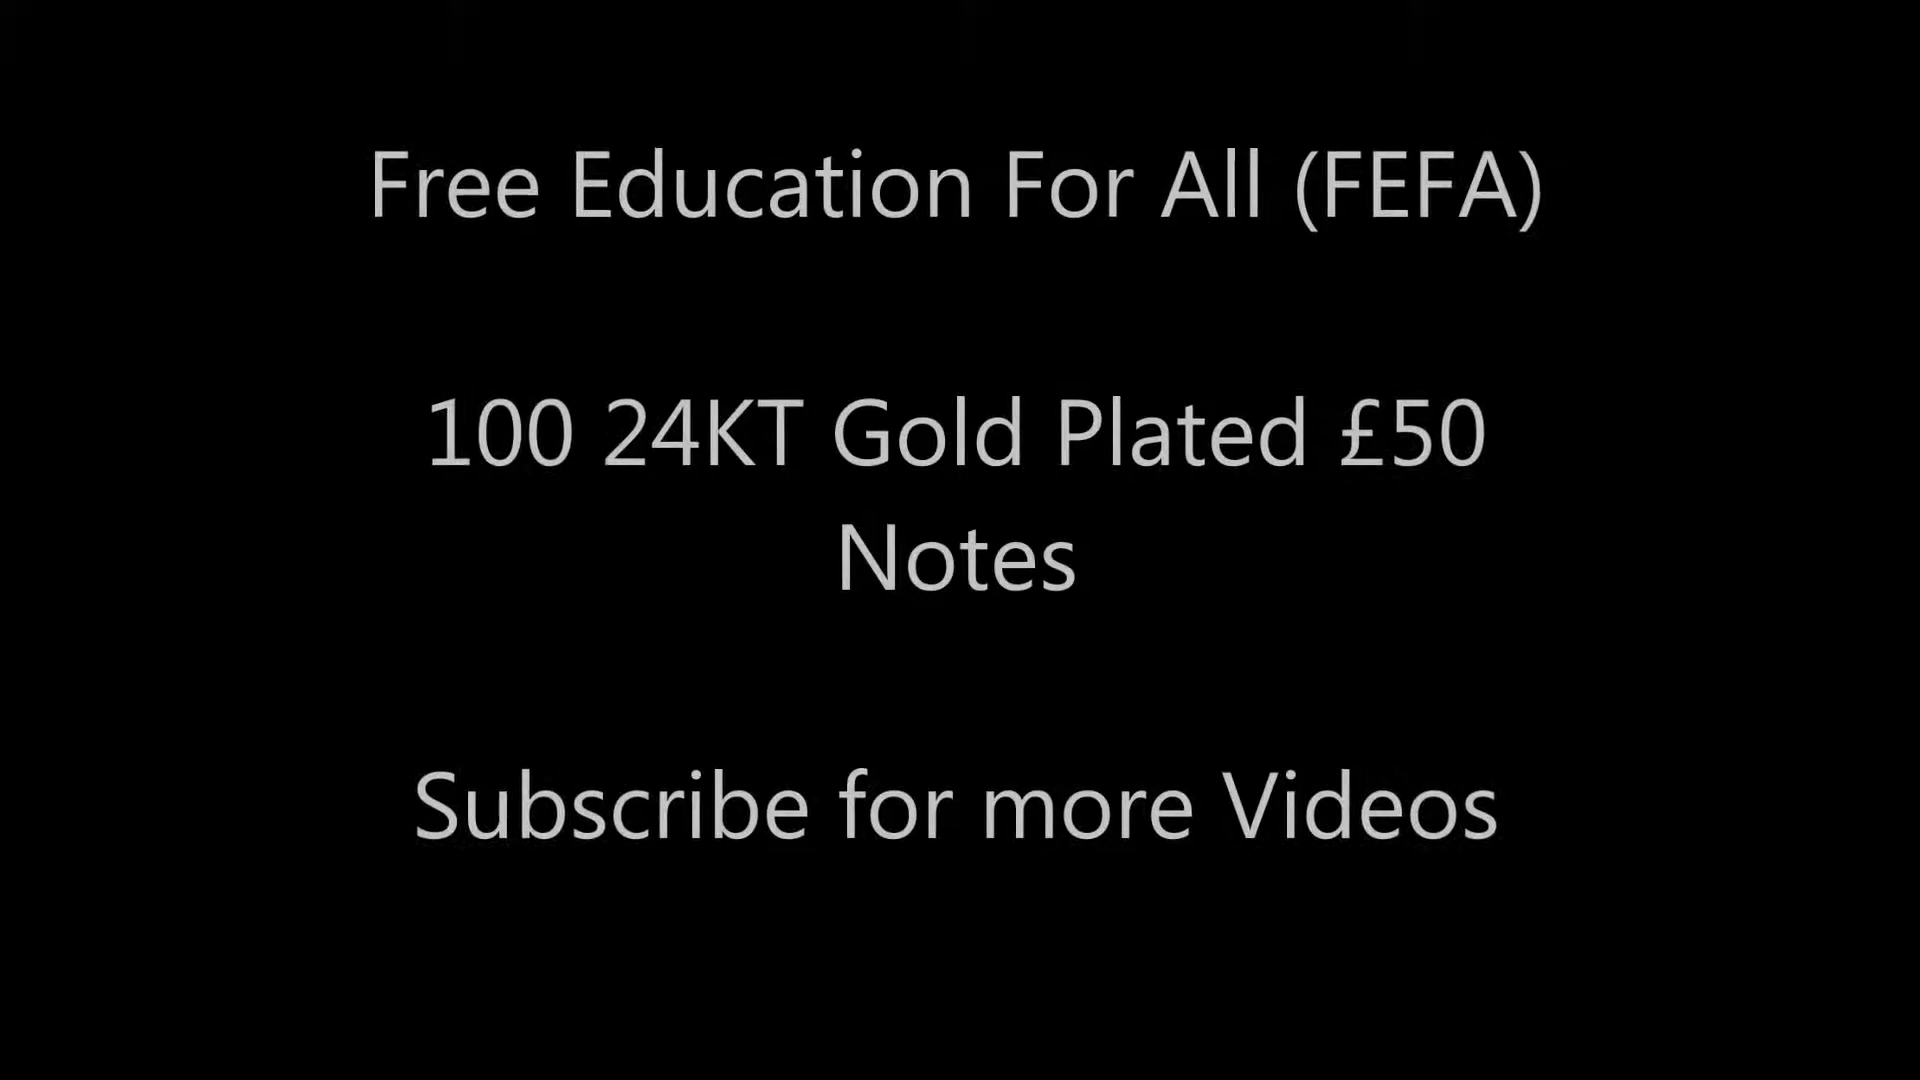 Free Education For All (FEFA)
100 24KT Gold Plated £50
Notes
Subscribe for more Videos